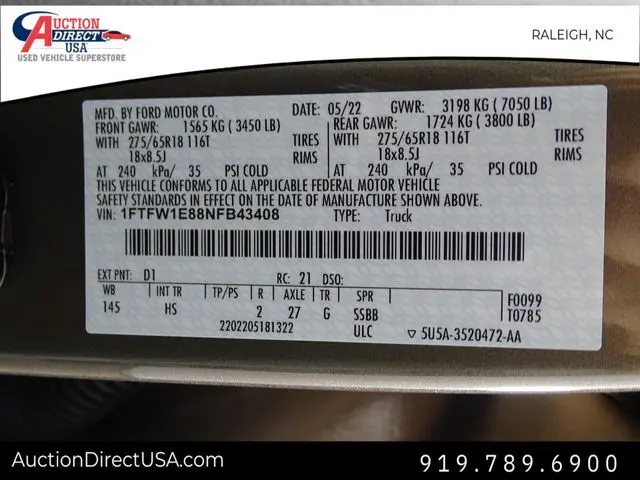 AUCTION
DIRECT
USA
USED VEHICLE SUPERSTORE
RALEIGH, NC
MFD. BY FORD MOTOR CO.
DATE: 05/22 GVWR: 3198 KG ( 7050 LB)
FRONT GAWR: 1565 KG ( 3450 LB)
REAR GAWR: 1724 KG ( 3800 LB)
WITH 275/65R18 116T TIRES
275/65R18 116T TIRES
18x8.5J RIMS
18x8.5J RIMS
AT 240 kPa/ 35 PSI COLD
AT 240 kPa/ 35 PSI COLD
THIS VEHICLE CONFORMS TO ALL APPLICABLE FEDERAL MOTOR VEHICLE
SAFETY STANDARDS IN EFFECT ON THE DATE OF MANUFACTURE SHOWN ABOVE.
VIN: 1FTFW1E88NFB43408 TYPE: Truck
EXT PNT: D1 RC: 21 DSO:
WB INT TR TP/PS R AXLE TR SPR
F0099
145 HS 2 27 G SSBB
T0785
2202205181322 ULC ▽ 5U5A-3520472-AA
AuctionDirectUSA.com
919.789.6900